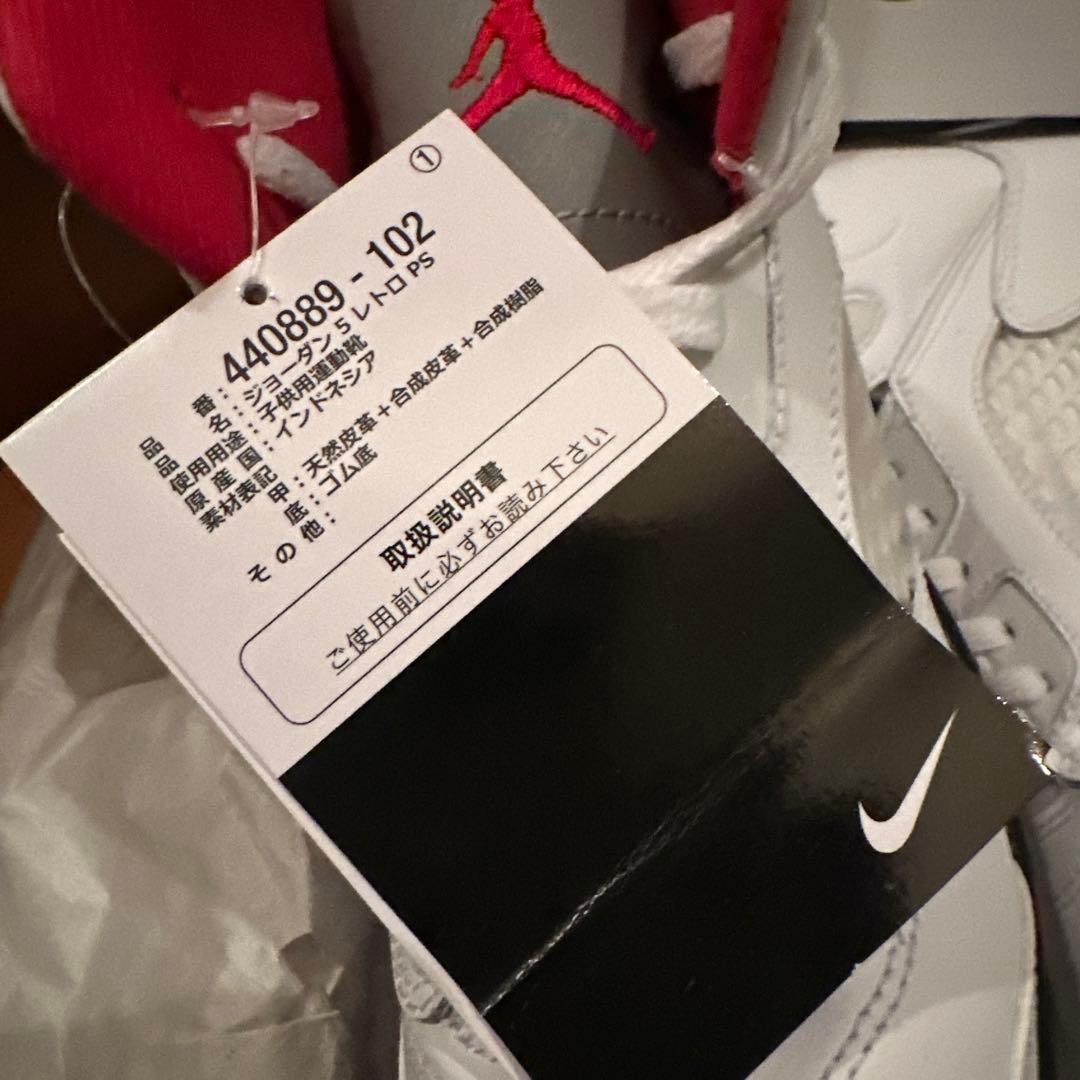 ①
品番：440889 - 102
品名：ジョーダン 5 レトロ PS
使用用途：子供用運動靴
原産国：インドネシア
素材表記 甲：天然皮革＋合成皮革＋合成樹脂
底：ゴム底
その他：
取扱説明書
ご使用前に必ずお読み下さい